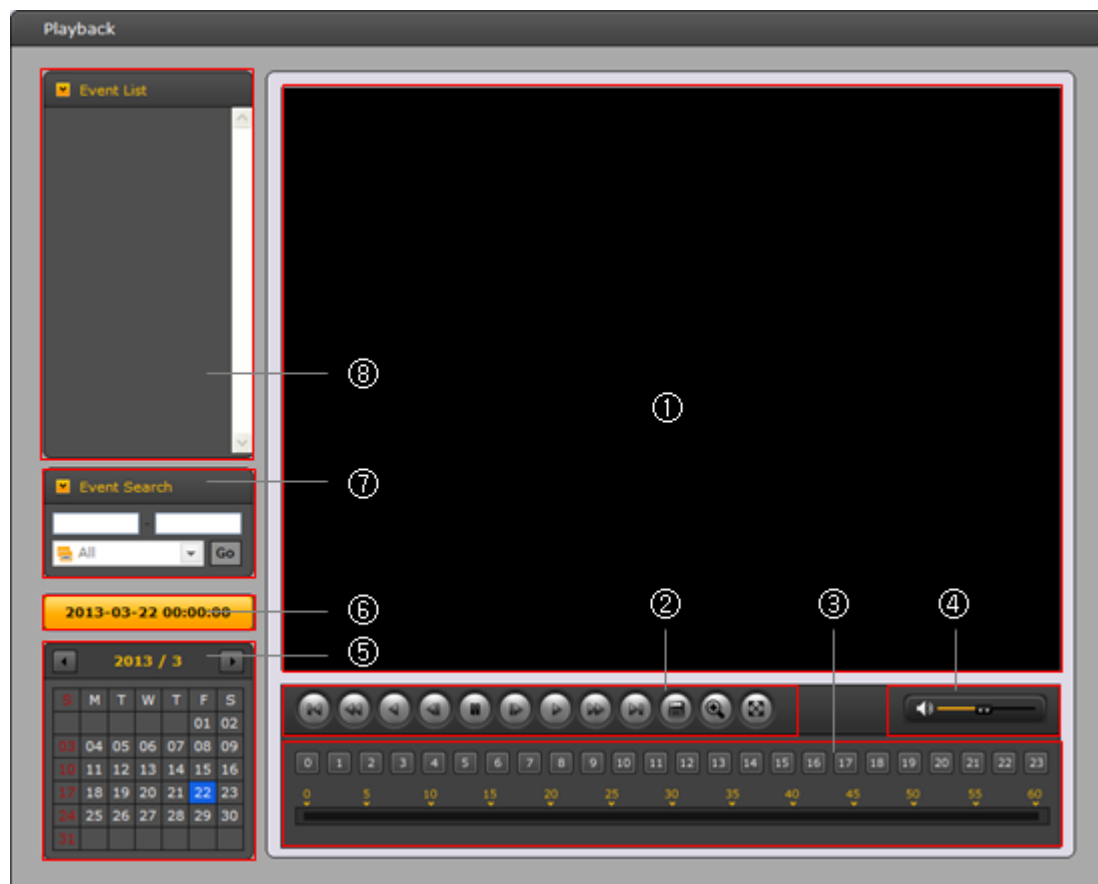 Playback
Event List
⑧
①
Event Search
⑦
-
All
Go
2013-03-22 00:00:00
⑥
②
③
④
2013 / 3
⑤
S M T W T F S
01 02
03 04 05 06 07 08 09
10 11 12 13 14 15 16
17 18 19 20 21 22 23
24 25 26 27 28 29 30
31
0 1 2 3 4 5 6 7 8 9 10 11 12 13 14 15 16 17 18 19 20 21 22 23
0 5 10 15 20 25 30 35 40 45 50 55 60